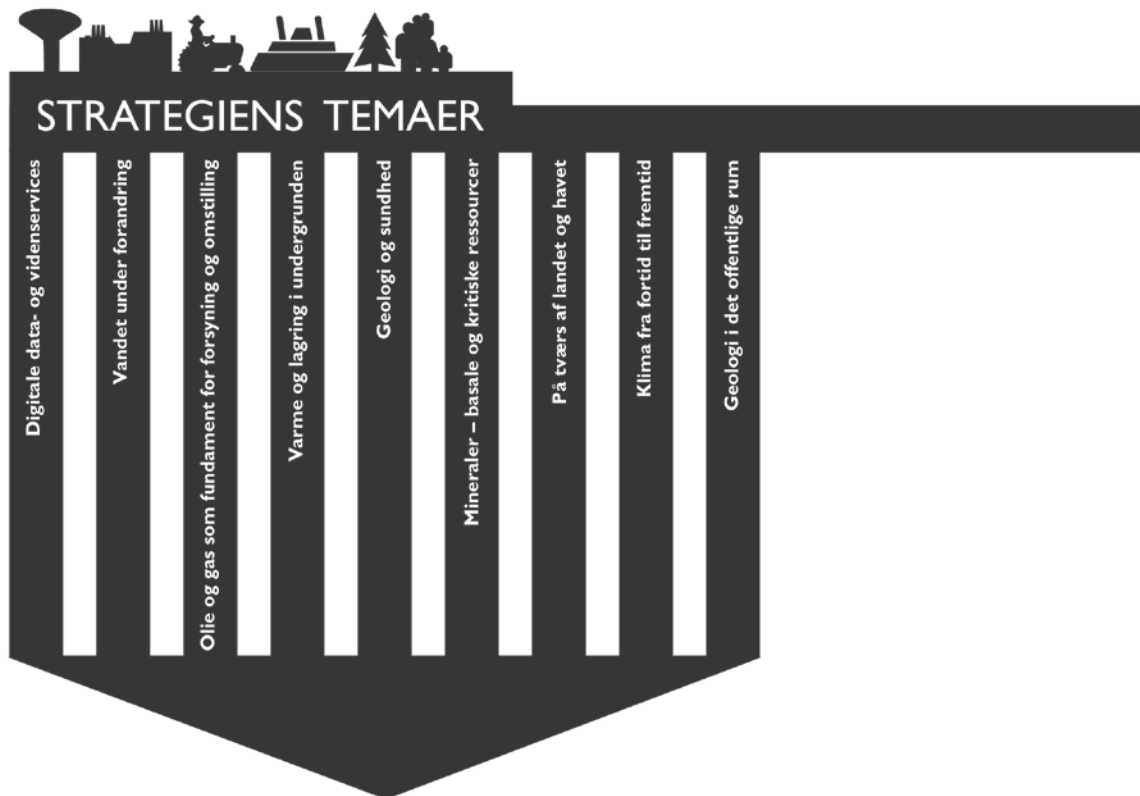 STRATEGIENS TEMAER
Digitale data- og videnservices
Vandet under forandring
Olie og gas som fundament for forsyning og omstilling
Varme og lagring i undergrunden
Geologi og sundhed
Mineraler – basale og kritiske ressourcer
På tværs af landet og havet
Klima fra fortid til fremtid
Geologi i det offentlige rum